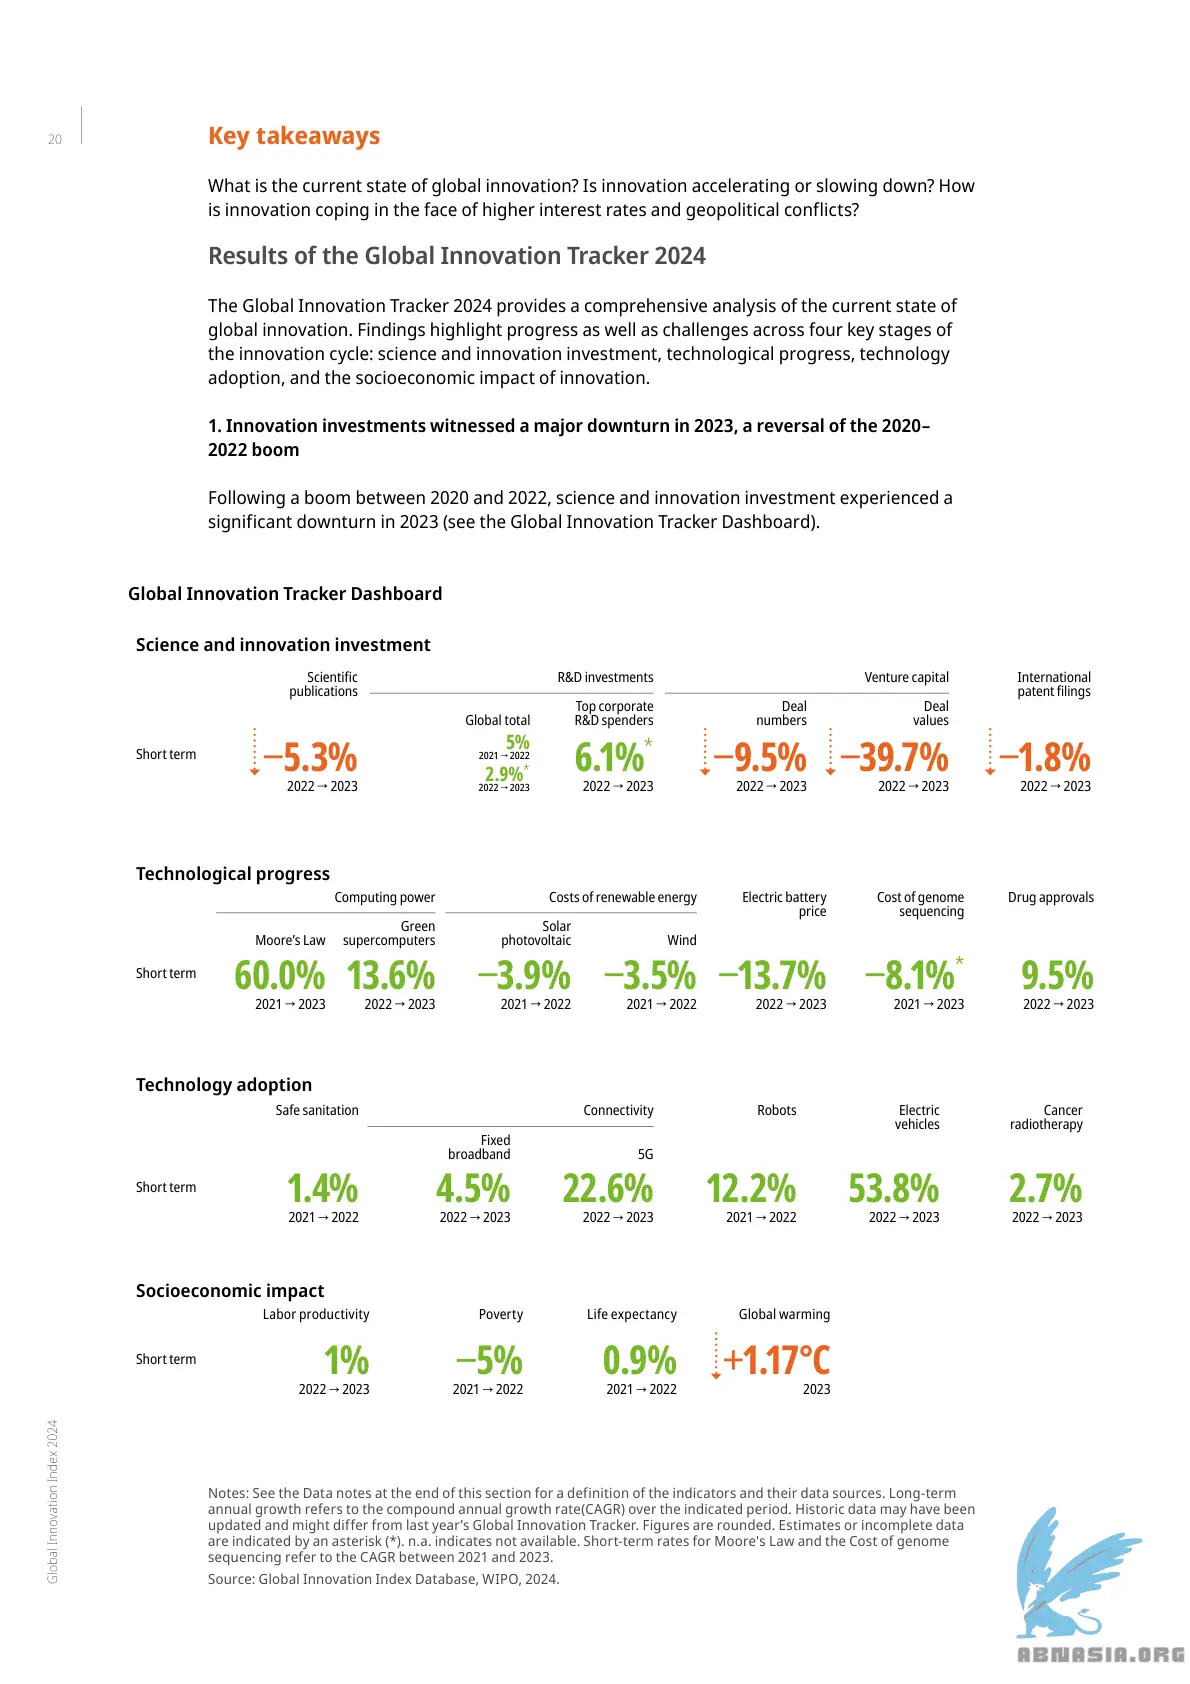 20
Key takeaways
What is the current state of global innovation? Is innovation accelerating or slowing down? How
is innovation coping in the face of higher interest rates and geopolitical conflicts?
Results of the Global Innovation Tracker 2024
The Global Innovation Tracker 2024 provides a comprehensive analysis of the current state of
global innovation. Findings highlight progress as well as challenges across four key stages of
the innovation cycle: science and innovation investment, technological progress, technology
adoption, and the socioeconomic impact of innovation.
1. Innovation investments witnessed a major downturn in 2023, a reversal of the 2020–
2022 boom
Following a boom between 2020 and 2022, science and innovation investment experienced a
significant downturn in 2023 (see the Global Innovation Tracker Dashboard).
Global Innovation Tracker Dashboard
Science and innovation investment
Scientific publications R&D investments Venture capital International patent filings
Global total Top corporate R&D spenders Deal numbers Deal values
Short term –5.3% 5% 2021→2022 6.1%* –9.5% –39.7% –1.8%
2022→2023 2.9%* 2022→2023 2022→2023 2022→2023 2022→2023 2022→2023
Technological progress
Computing power Costs of renewable energy Electric battery price Cost of genome sequencing Drug approvals
Moore's Law Green supercomputers Solar photovoltaic Wind
Short term 60.0% 13.6% –3.9% –3.5% –13.7% –8.1%* 9.5%
2021→2023 2022→2023 2021→2022 2021→2022 2022→2023 2021→2023 2022→2023
Technology adoption
Safe sanitation Connectivity Robots Electric vehicles Cancer radiotherapy
Fixed broadband 5G
Short term 1.4% 4.5% 22.6% 12.2% 53.8% 2.7%
2021→2022 2022→2023 2022→2023 2021→2022 2022→2023 2022→2023
Socioeconomic impact
Labor productivity Poverty Life expectancy Global warming
Short term 1% –5% 0.9% +1.17°C
2022→2023 2021→2022 2021→2022 2023
Notes: See the Data notes at the end of this section for a definition of the indicators and their data sources. Long-term
annual growth refers to the compound annual growth rate(CAGR) over the indicated period. Historic data may have been
updated and might differ from last year's Global Innovation Tracker. Figures are rounded. Estimates or incomplete data
are indicated by an asterisk (*). n.a. indicates not available. Short-term rates for Moore's Law and the Cost of genome
sequencing refer to the CAGR between 2021 and 2023.
Source: Global Innovation Index Database, WIPO, 2024.
Global Innovation Index 2024
ABNASIA.ORG